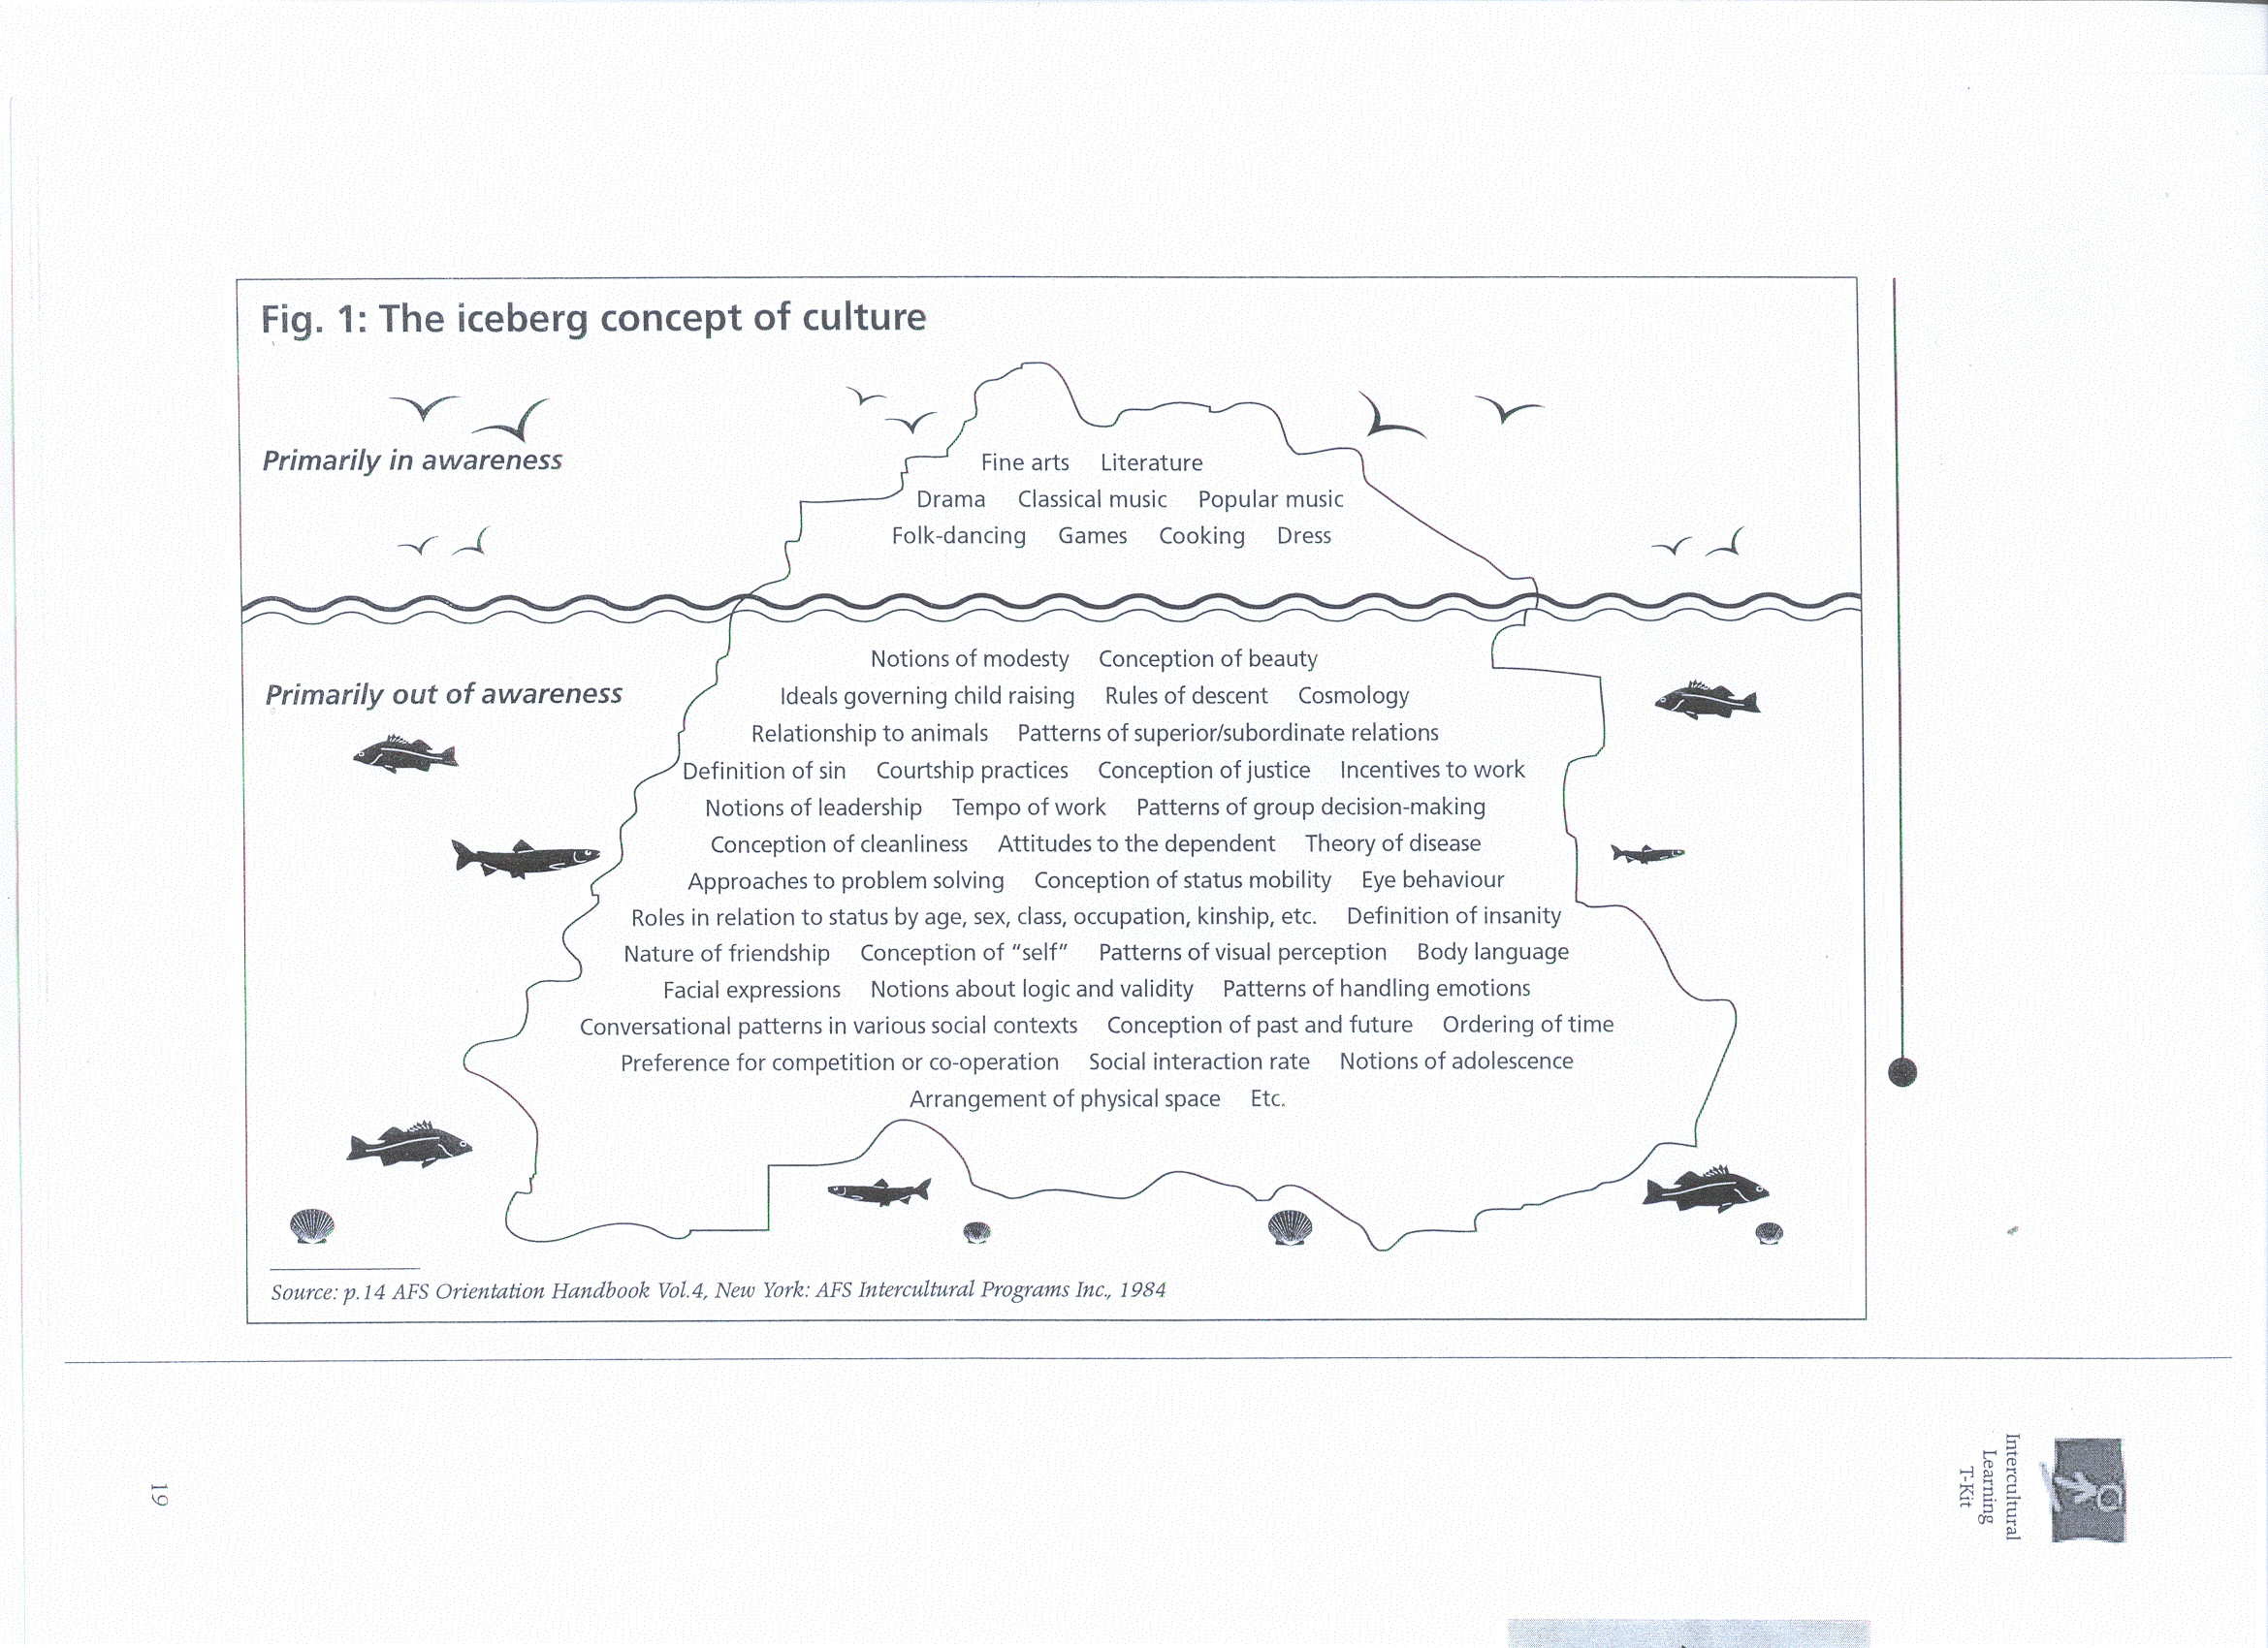 Fig. 1: The iceberg concept of culture
Primarily in awareness
Fine arts Literature
Drama Classical music Popular music
Folk-dancing Games Cooking Dress
Primarily out of awareness
Notions of modesty Conception of beauty
Ideals governing child raising Rules of descent Cosmology
Relationship to animals Patterns of superior/subordinate relations
Definition of sin Courtship practices Conception of justice Incentives to work
Notions of leadership Tempo of work Patterns of group decision-making
Conception of cleanliness Attitudes to the dependent Theory of disease
Approaches to problem solving Conception of status mobility Eye behaviour
Roles in relation to status by age, sex, class, occupation, kinship, etc. Definition of insanity
Nature of friendship Conception of “self” Patterns of visual perception Body language
Facial expressions Notions about logic and validity Patterns of handling emotions
Conversational patterns in various social contexts Conception of past and future Ordering of time
Preference for competition or co-operation Social interaction rate Notions of adolescence
Arrangement of physical space Etc.
Source: p.14 AFS Orientation Handbook Vol.4, New York: AFS Intercultural Programs Inc., 1984
19
Intercultural
Learning
T-Kit